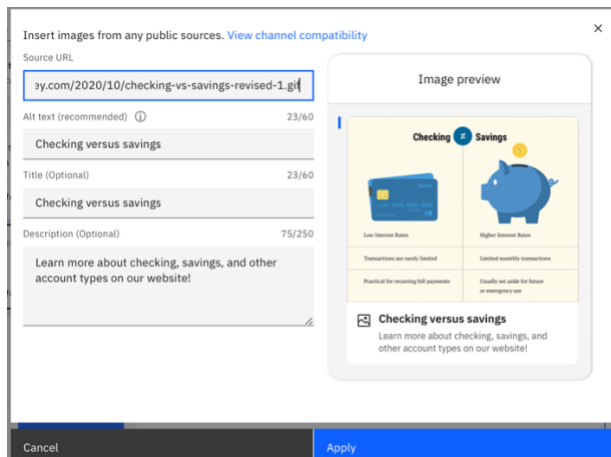 Insert images from any public sources. View channel compatibility
Source URL
ey.com/2020/10/checking-vs-savings-revised-1.gif
Alt text (recommended) 23/60
Checking versus savings
Title (Optional) 23/60
Checking versus savings
Description (Optional) 75/250
Learn more about checking, savings, and other
account types on our website!
Image preview
Checking ≠ Savings
Low Interest Rates
Higher Interest Rates
Transactions are rarely limited
Limited monthly transactions
Practical for recurring bill payments
Usually set aside for future
or emergency use
Checking versus savings
Learn more about checking, savings, and
other account types on our website!
Cancel
Apply